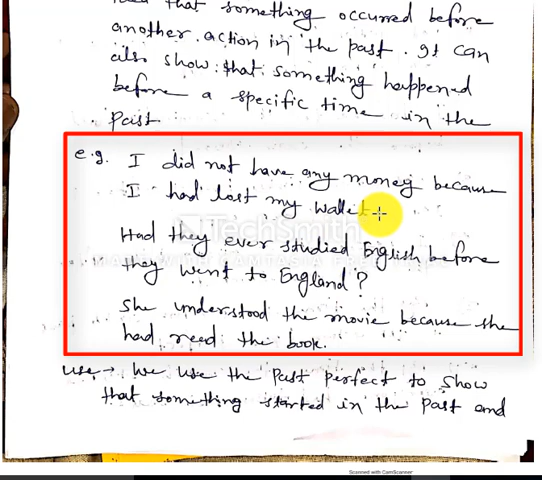 idea that something occurred before
another action in the past. It can
also show that something happened
before a specific time in the
past.
e.g. I did not have any money because
I had lost my wallet
Had they ever studied English before
they went to England?
She understood the movie because she
had read the book.
use → We use the Past perfect to show
that something started in the past and
TechSmith
Scanned with CamScanner